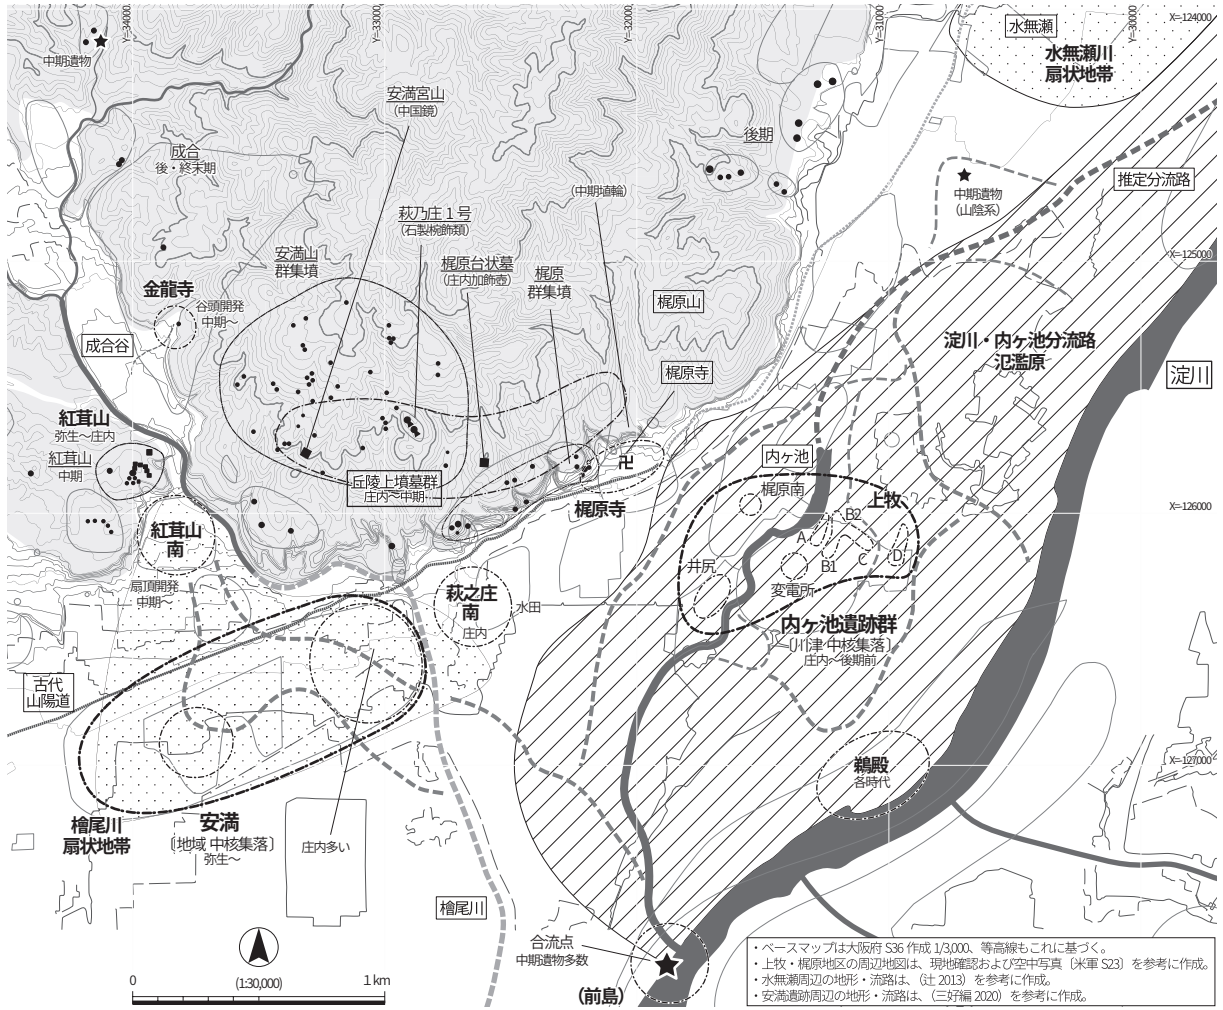 Y=-34000
Y=-33000
Y=-32000
Y=-31000
Y=-30000
X=-124000
X=-125000
X=-126000
X=-127000
中期遺物
水無瀬
水無瀬川
扇状地帯
安満宮山
(中国鏡)
後期
成合
後・終末期
(中期埴輪)
推定分流路
中期遺物
(山陰系)
萩乃庄1号
(石製椀飾類)
安満山
群集墳
梶原台状墓
(庄内加飾壺)
梶原
群集墳
金龍寺
谷頭開発
中期～
梶原山
成合谷
淀川・内ヶ池分流路
氾濫原
梶原寺
淀川
紅茸山
弥生～庄内
紅茸山
中期
内ヶ池
卍
丘陵上墳墓群
庄内～中期
梶原南
上牧
梶原寺
B2
A
B1
C
D
紅茸山
南
井尻
変電所
扇頂開発
中期～
萩之庄
南
庄内
水田
内ヶ池遺跡群
〔川津 中核集落〕
庄内～後期前
古代
山陽道
鵜殿
各時代
檜尾川
扇状地帯
安満
〔地域 中核集落〕
弥生～
庄内多い
檜尾川
合流点
中期遺物多数
(前島)
0
(1:30,000)
1 km
・ベースマップは大阪府 S36 作成 1/3,000、等高線もこれに基づく。
・上牧・梶原地区の周辺地図は、現地確認および空中写真〔米軍 S23〕を参考に作成。
・水無瀬周辺の地形・流路は、（辻 2013）を参考に作成。
・安満遺跡周辺の地形・流路は、（三好編 2020）を参考に作成。